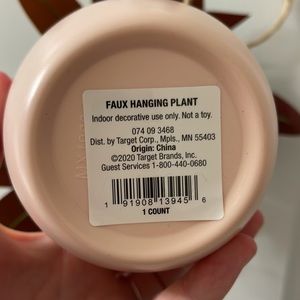 FAUX HANGING PLANT
Indoor decorative use only. Not a toy.
074 09 3468
Dist. by Target Corp., Mpls., MN 55403
Origin: China
©2020 Target Brands, Inc.
Guest Services 1-800-440-0680
1 91908 13945 6
1 COUNT